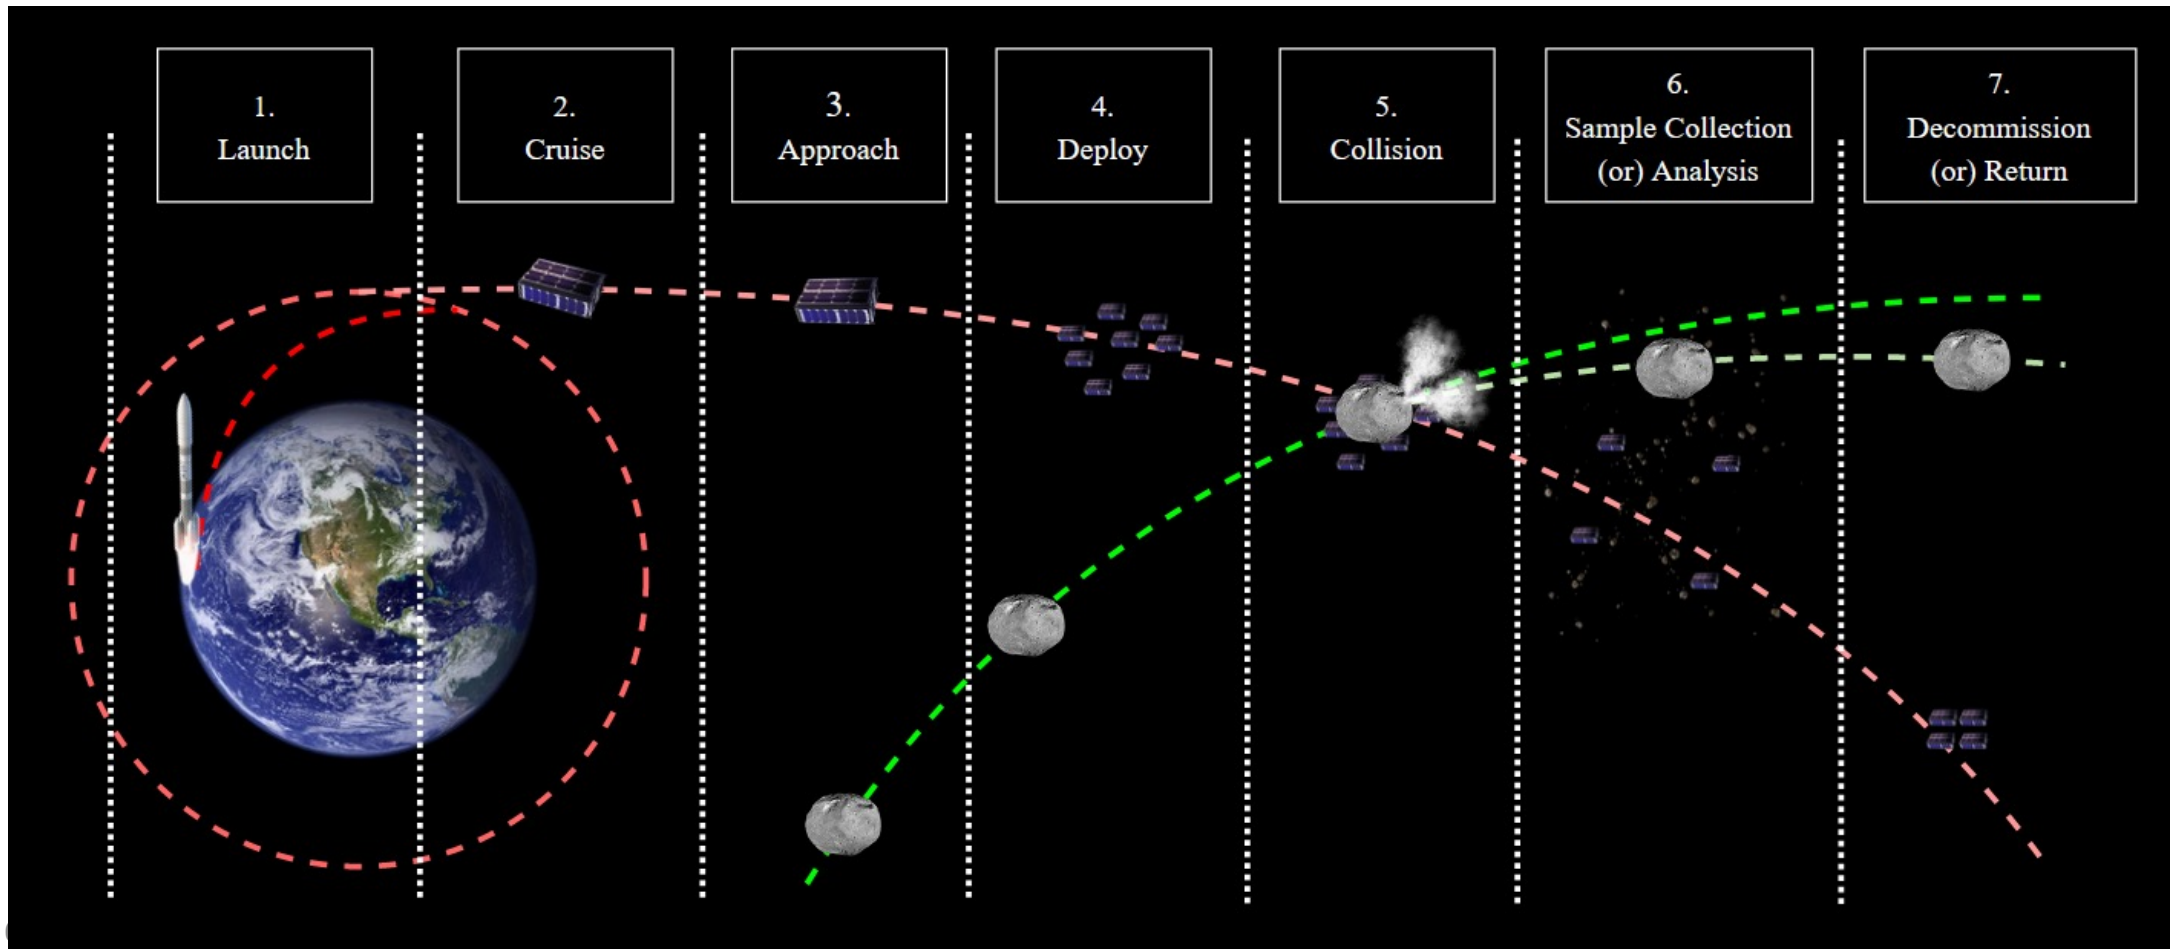 1.
Launch
2.
Cruise
3.
Approach
4.
Deploy
5.
Collision
6.
Sample Collection
(or) Analysis
7.
Decommission
(or) Return